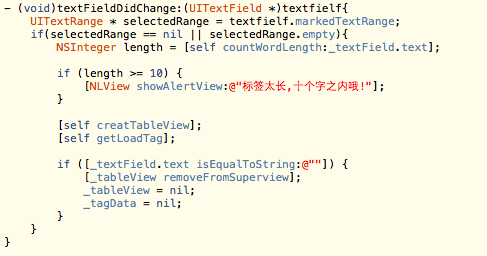 - (void)textFieldDidChange:(UITextField *)textfielf{
    UITextRange * selectedRange = textfielf.markedTextRange;
    if(selectedRange == nil || selectedRange.empty){
        NSInteger length = [self countWordLength:_textField.text];
        if (length >= 10) {
            [NLView showAlertView:@"标签太长,十个字之内哦!"];
        }
        [self creatTableView];
        [self getLoadTag];
        if ([_textField.text isEqualToString:@""]) {
            [_tableView removeFromSuperview];
            _tableView = nil;
            _tagData = nil;
        }
    }
}